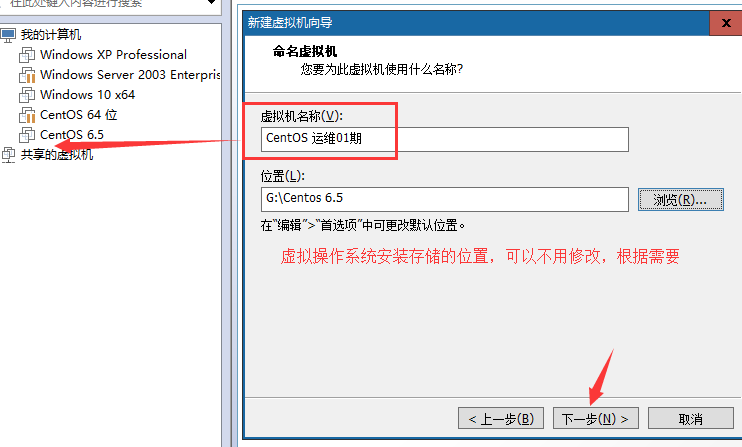 在此处键入内容进行搜索
我的计算机
Windows XP Professional
Windows Server 2003 Enterpris
Windows 10 x64
CentOS 64 位
CentOS 6.5
共享的虚拟机
新建虚拟机向导
命名虚拟机
您要为此虚拟机使用什么名称?
虚拟机名称(V):
CentOS 运维01期
位置(L):
G:\Centos 6.5
浏览(R)...
在“编辑”>“首选项”中可更改默认位置。
虚拟操作系统安装存储的位置，可以不用修改，根据需要
< 上一步(B)
下一步(N) >
取消